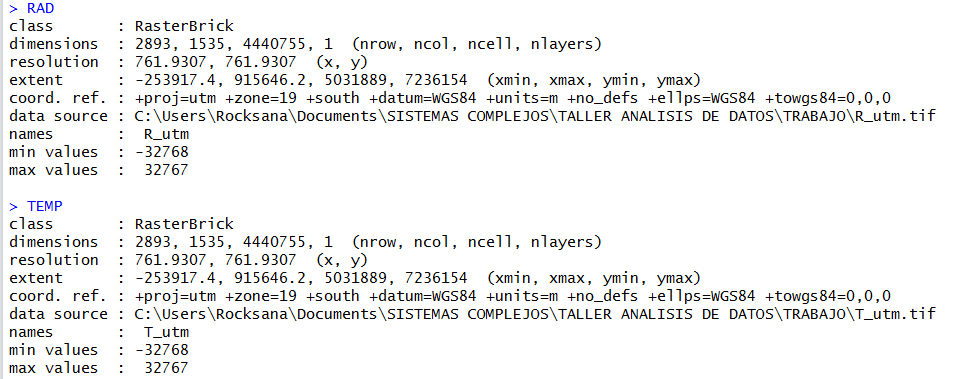 > RAD
class       : RasterBrick
dimensions  : 2893, 1535, 4440755, 1  (nrow, ncol, ncell, nlayers)
resolution  : 761.9307, 761.9307  (x, y)
extent      : -253917.4, 915646.2, 5031889, 7236154  (xmin, xmax, ymin, ymax)
coord. ref. : +proj=utm +zone=19 +south +datum=WGS84 +units=m +no_defs +ellps=WGS84 +towgs84=0,0,0
data source : C:\Users\Rocksana\Documents\SISTEMAS COMPLEJOS\TALLER ANALISIS DE DATOS\TRABAJO\R_utm.tif
names       :  R_utm
min values  : -32768
max values  :  32767
> TEMP
class       : RasterBrick
dimensions  : 2893, 1535, 4440755, 1  (nrow, ncol, ncell, nlayers)
resolution  : 761.9307, 761.9307  (x, y)
extent      : -253917.4, 915646.2, 5031889, 7236154  (xmin, xmax, ymin, ymax)
coord. ref. : +proj=utm +zone=19 +south +datum=WGS84 +units=m +no_defs +ellps=WGS84 +towgs84=0,0,0
data source : C:\Users\Rocksana\Documents\SISTEMAS COMPLEJOS\TALLER ANALISIS DE DATOS\TRABAJO\T_utm.tif
names       :  T_utm
min values  : -32768
max values  :  32767